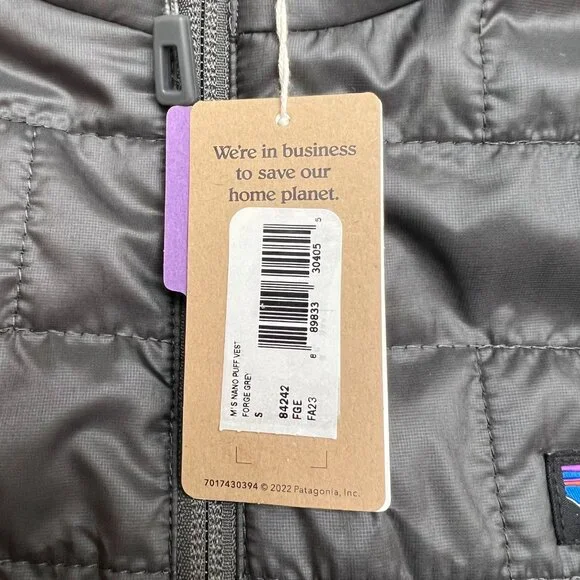 We're in business
to save our
home planet.
8 89833 30405 5
M'S NANO PUFF VEST
FORGE GREY
S
84242
FGE
FA23
7017430394 © 2022 Patagonia, Inc.